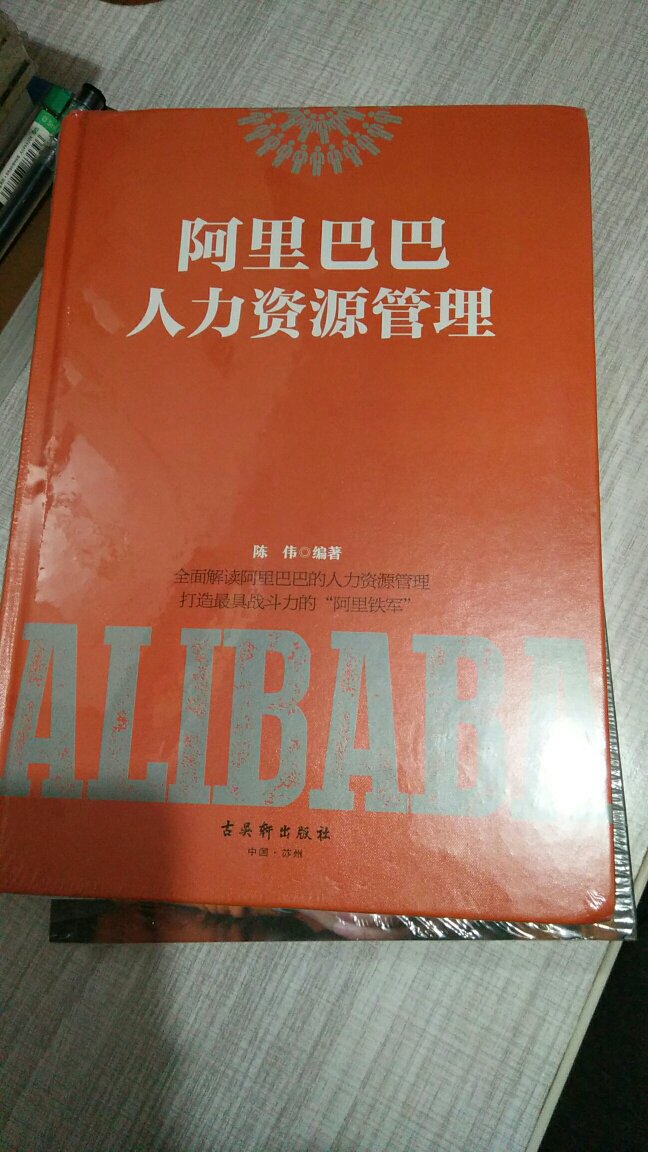 阿里巴巴
人力资源管理
陈 伟◎编著
全面解读阿里巴巴的人力资源管理
打造最具战斗力的“阿里铁军”
ALIBABA
古吴轩出版社
中国·苏州